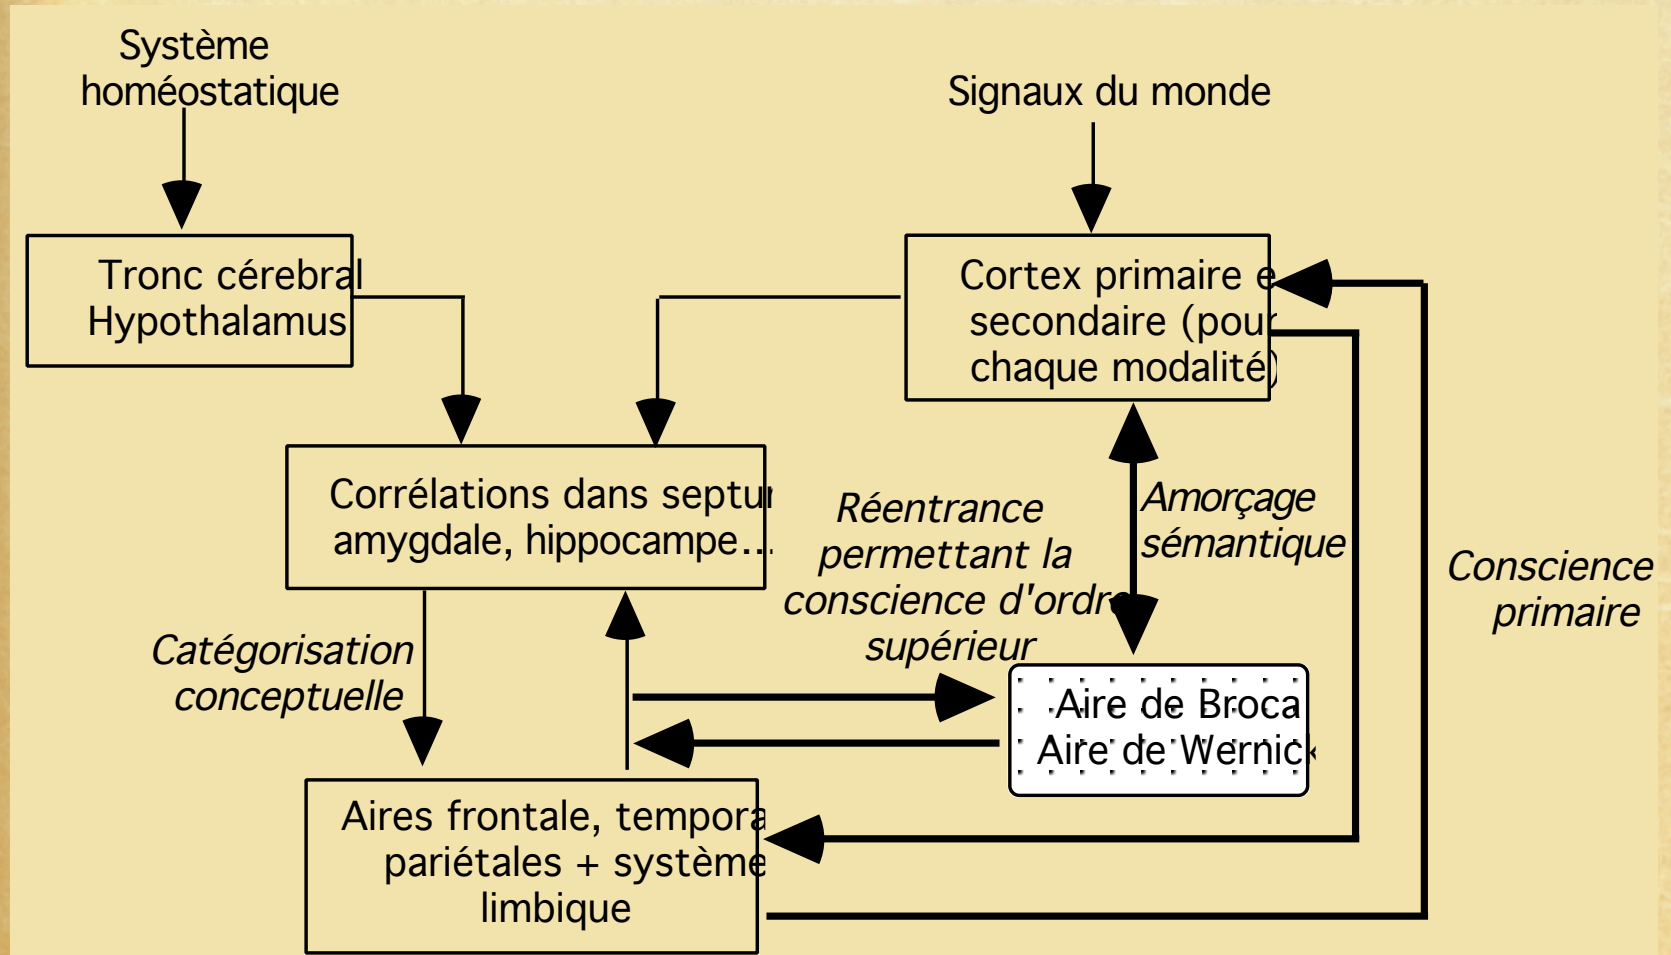 Système
homéostatique
Signaux du monde
Tronc cérebral
Hypothalamus
Cortex primaire e
secondaire (pour
chaque modalité)
Corrélations dans septur
amygdale, hippocampe...
Réentrance
permettant la
conscience d'ordre
supérieur
Amorçage
sémantique
Conscience
primaire
Catégorisation
conceptuelle
Aire de Broca
Aire de Wernick
Aires frontale, tempora
pariétales + système
limbique